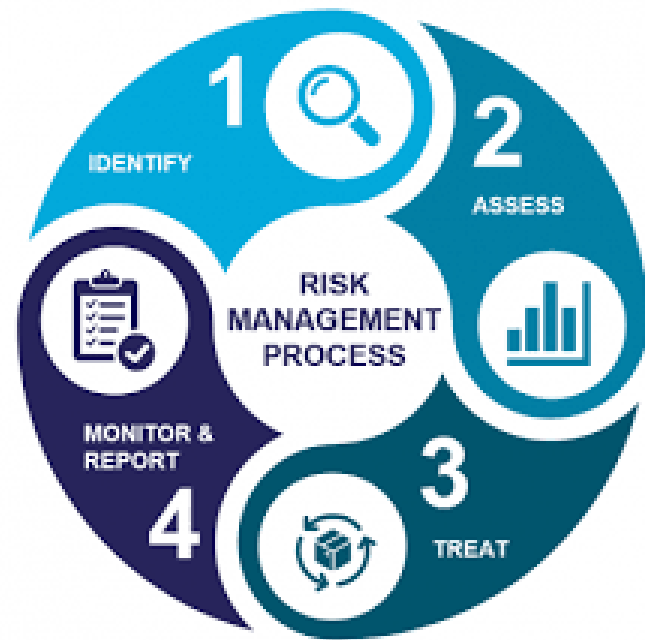 RISK
MANAGEMENT
PROCESS
1
IDENTIFY
2
ASSESS
3
TREAT
MONITOR &
REPORT
4